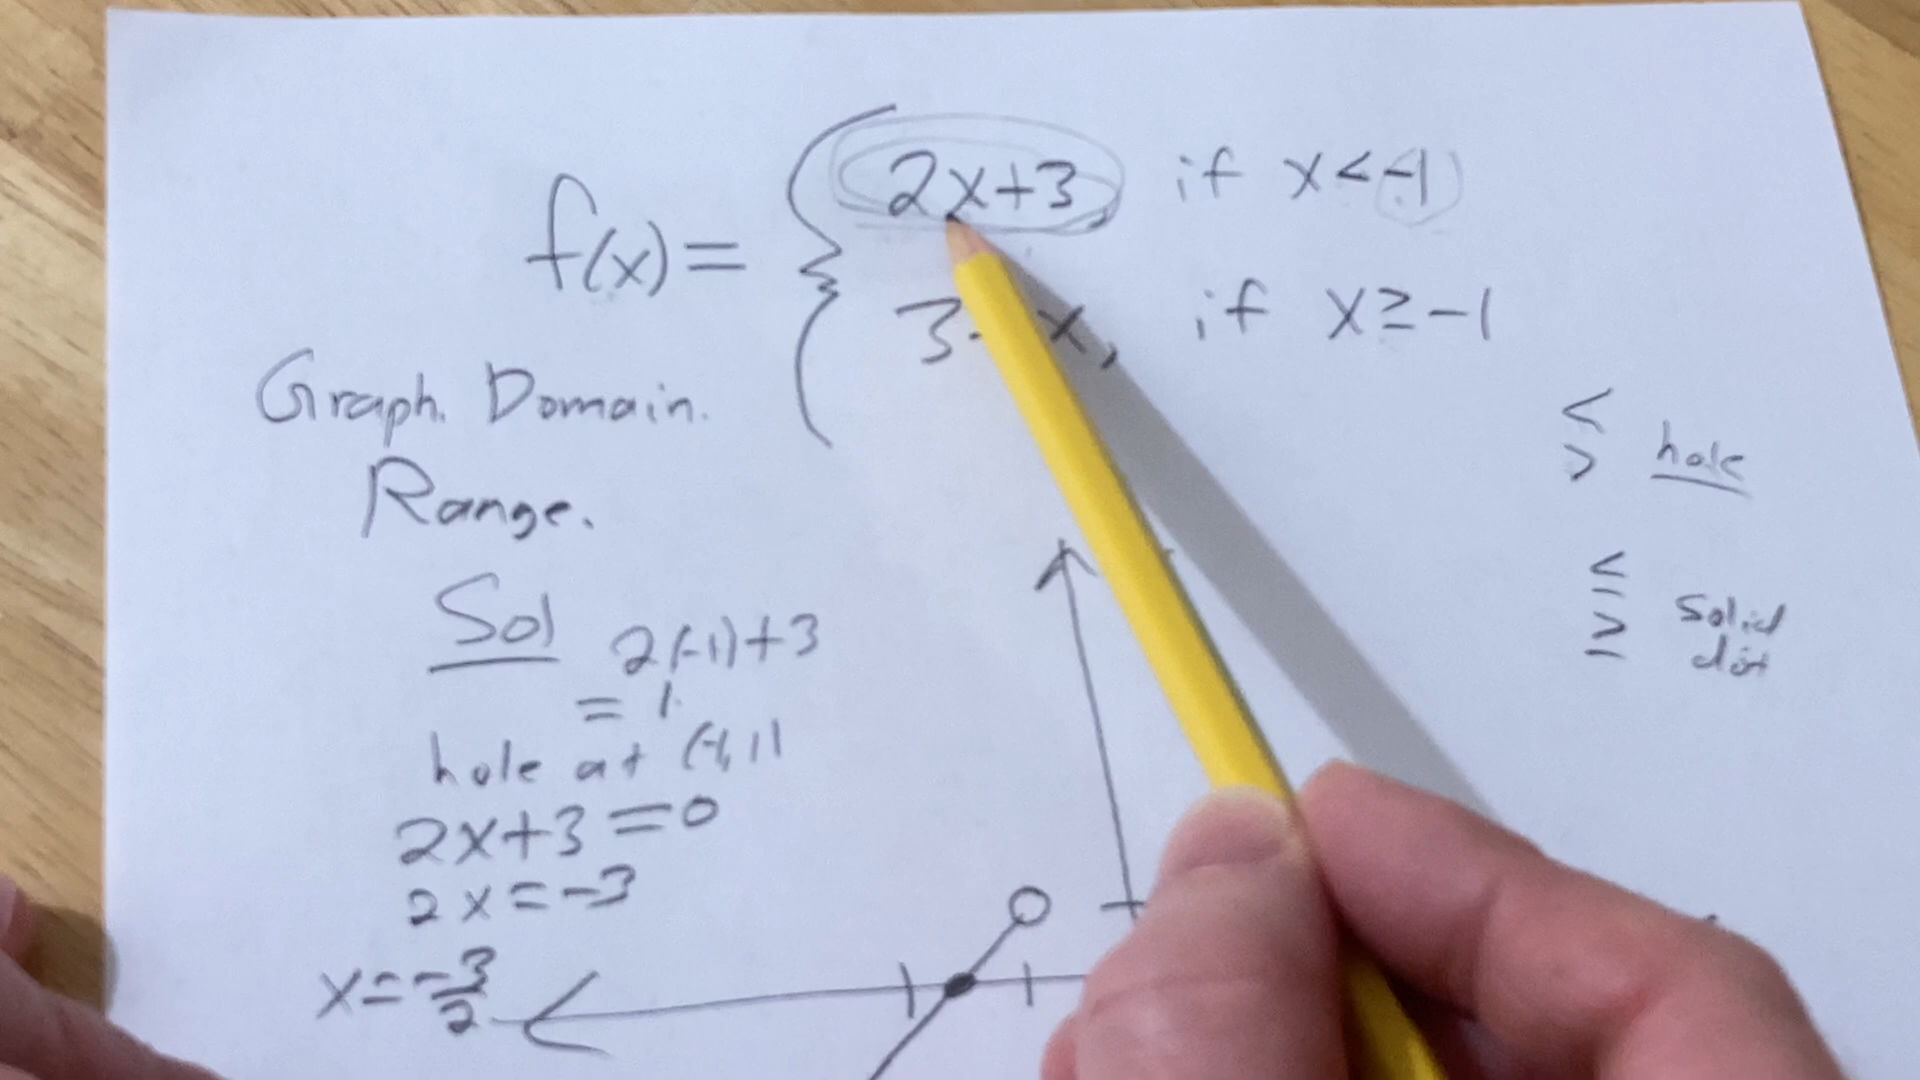 f(x) = { 2x+3, if x < -1
3- x, if x ≥ -1
Graph. Domain.
Range.
<
> hole
≤
≥ solid
dot
Sol 2(-1)+3
= 1.
hole at (-1,1)
2x+3=0
2x=-3
x=-3/2